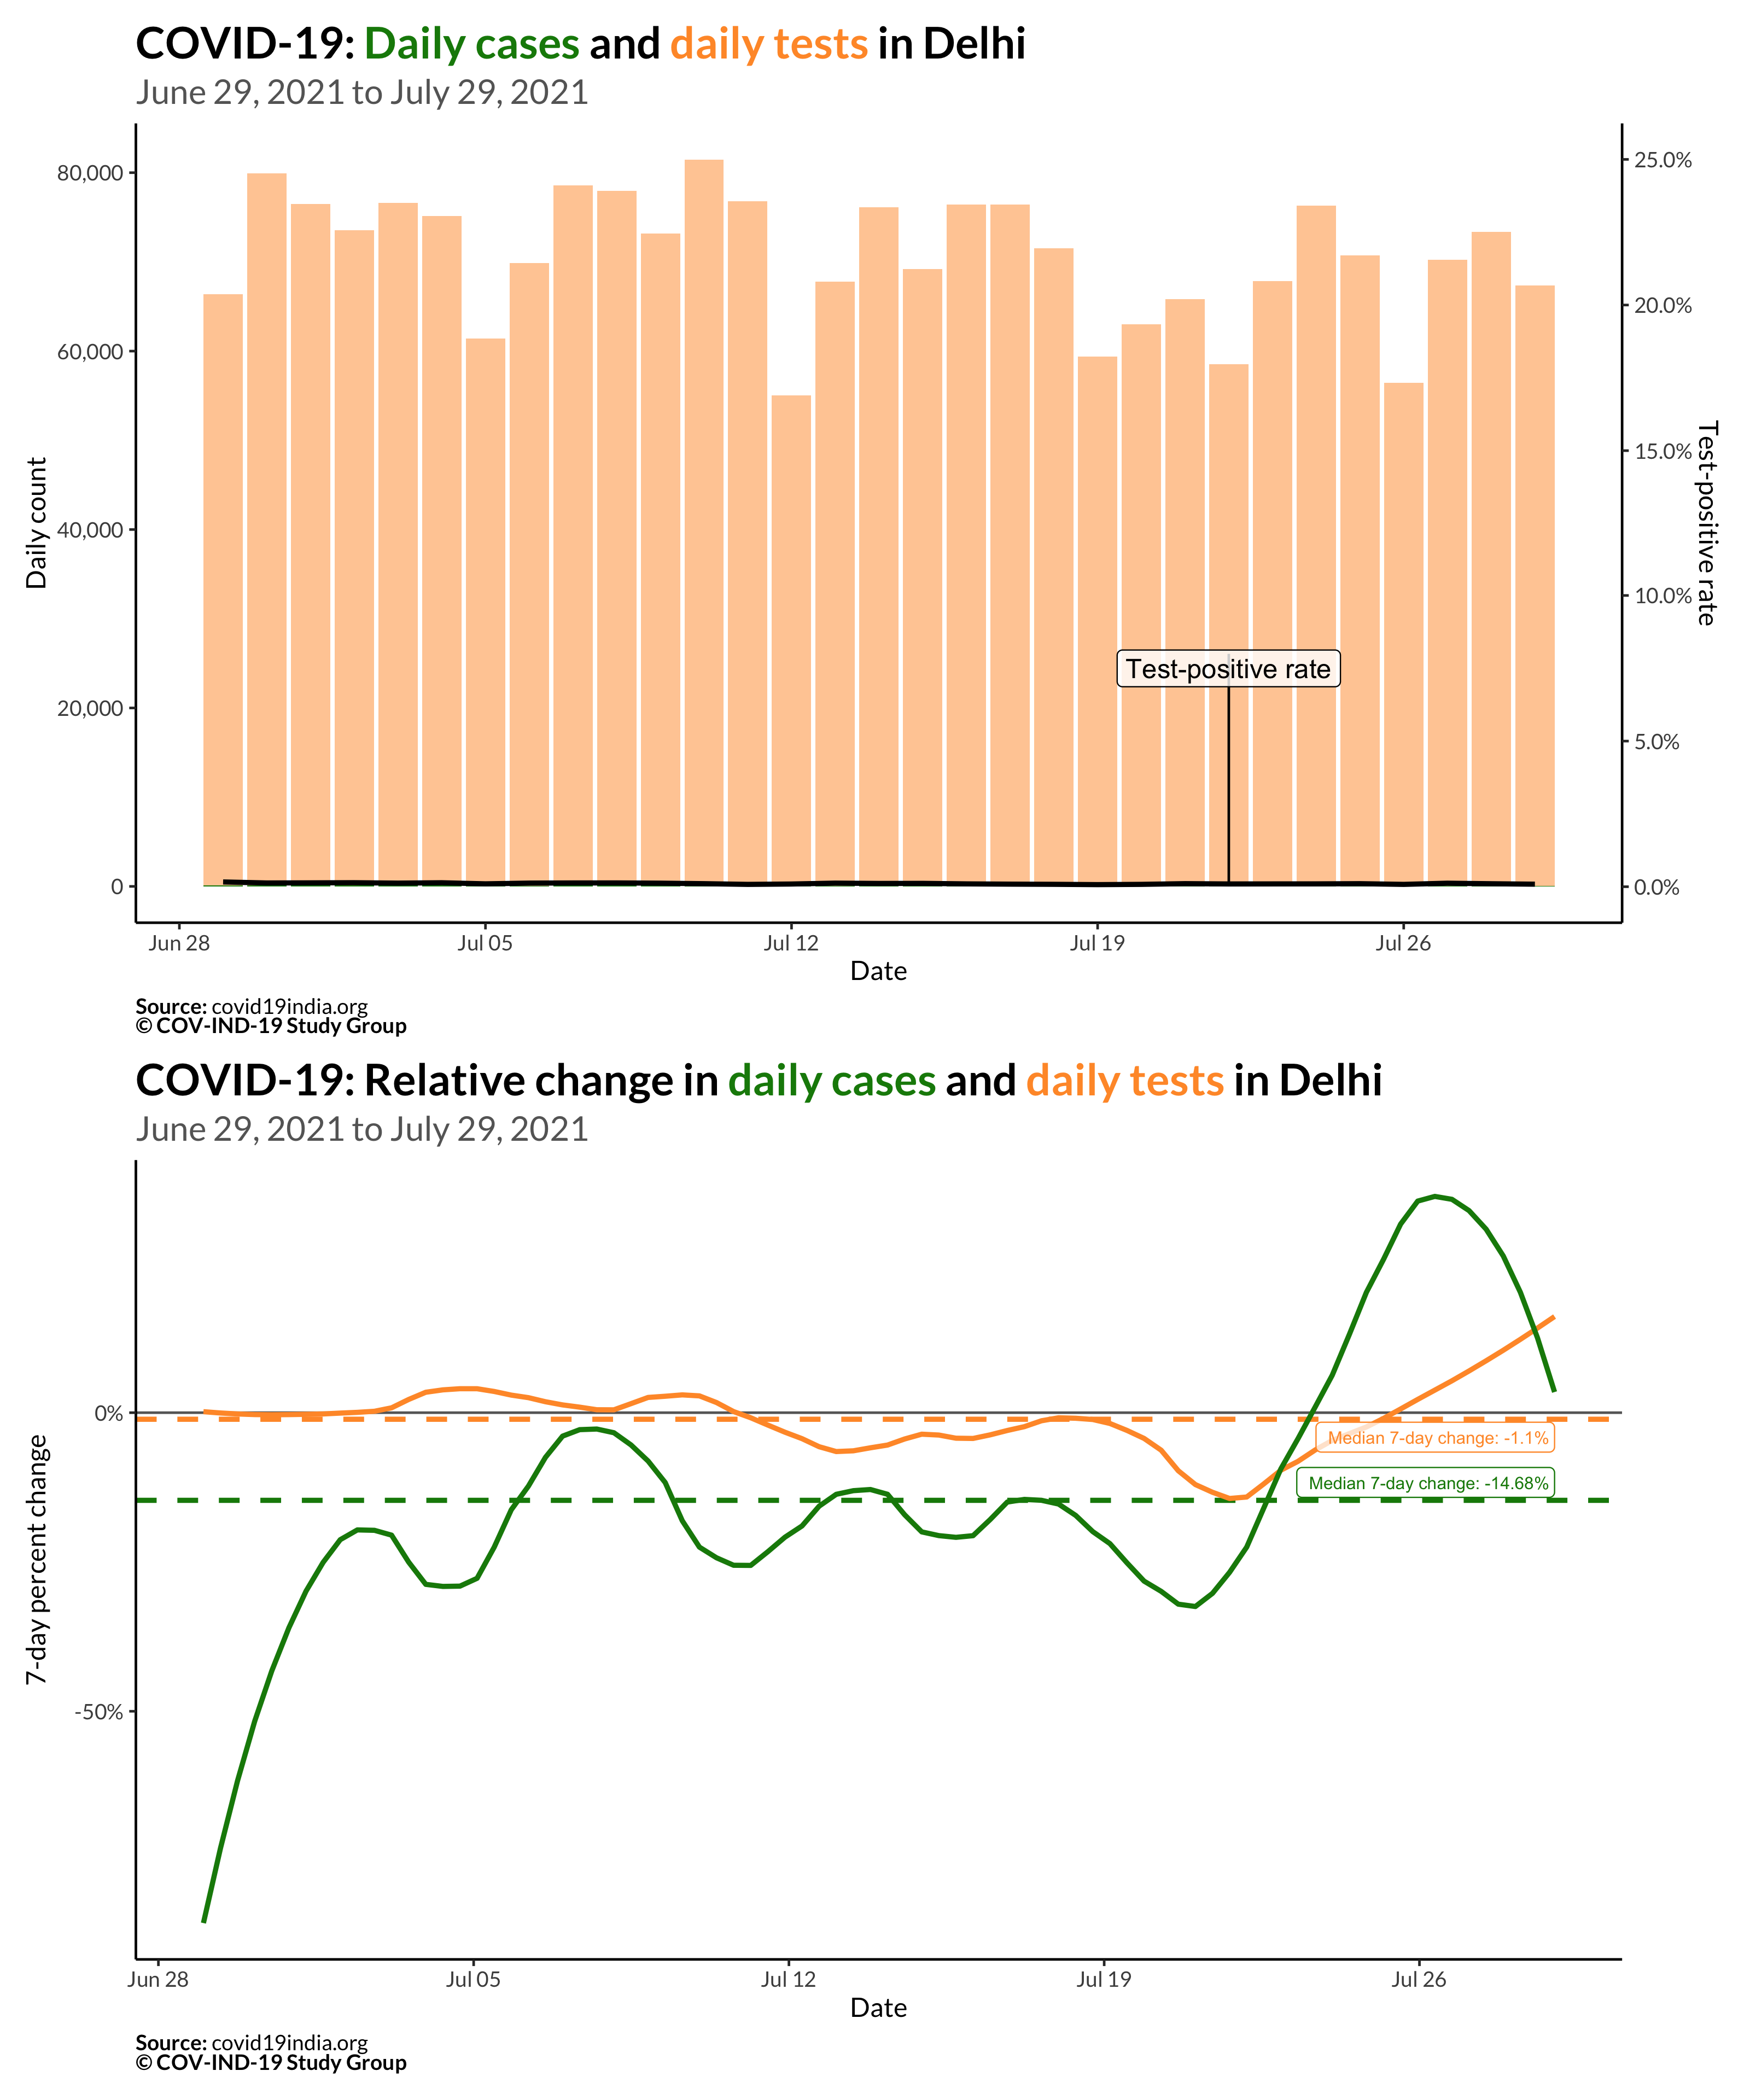 COVID-19: Daily cases and daily tests in Delhi
June 29, 2021 to July 29, 2021
80,000
60,000
40,000
20,000
0
Daily count
25.0%
20.0%
15.0%
10.0%
5.0%
0.0%
Test-positive rate
Test-positive rate
Jun 28 Jul 05 Jul 12 Jul 19 Jul 26
Date
Source: covid19india.org
© COV-IND-19 Study Group
COVID-19: Relative change in daily cases and daily tests in Delhi
June 29, 2021 to July 29, 2021
0%
-50%
7-day percent change
Median 7-day change: -1.1%
Median 7-day change: -14.68%
Jun 28 Jul 05 Jul 12 Jul 19 Jul 26
Date
Source: covid19india.org
© COV-IND-19 Study Group